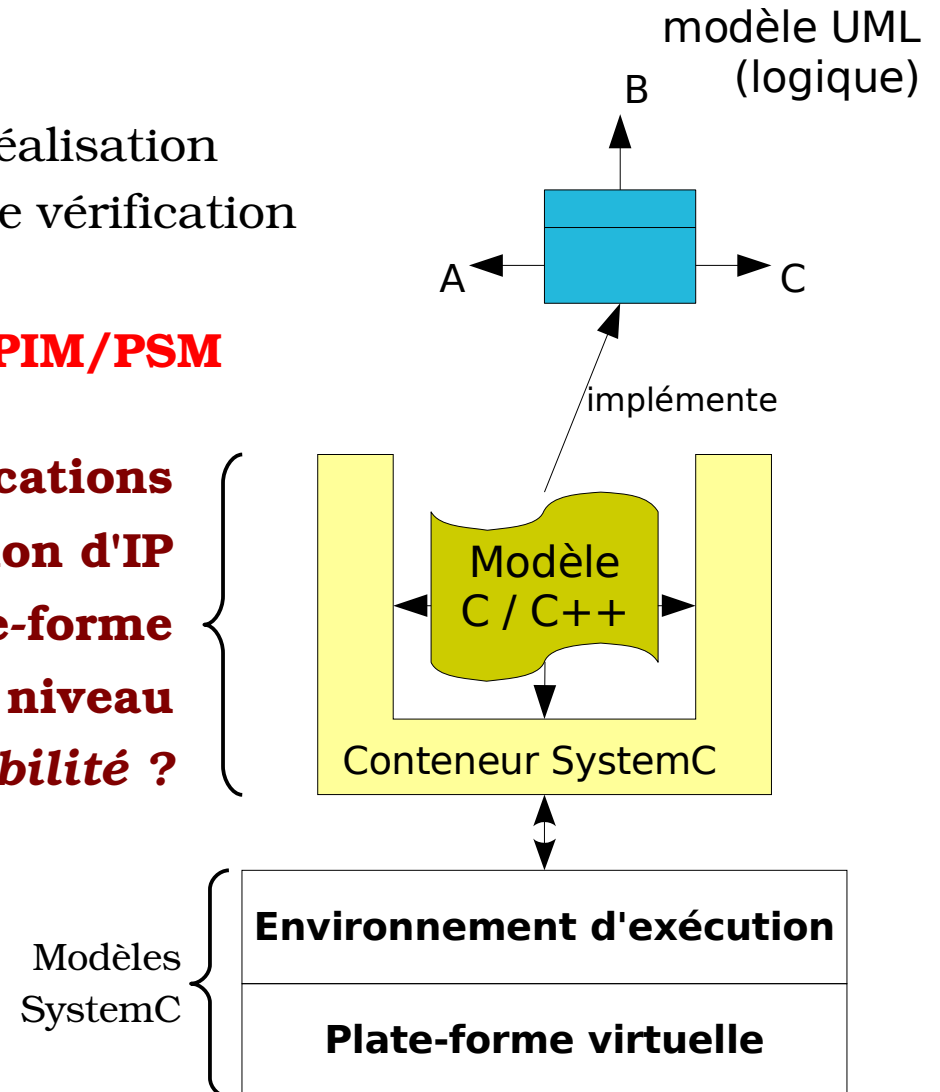 modèle UML
(logique)
B
éalisation
e vérification
A
C
PIM/PSM
implémente
cations
on d'IP
e-forme
niveau
bilité ?
Modèle
C / C++
Conteneur SystemC
Modèles
SystemC
Environnement d'exécution
Plate-forme virtuelle